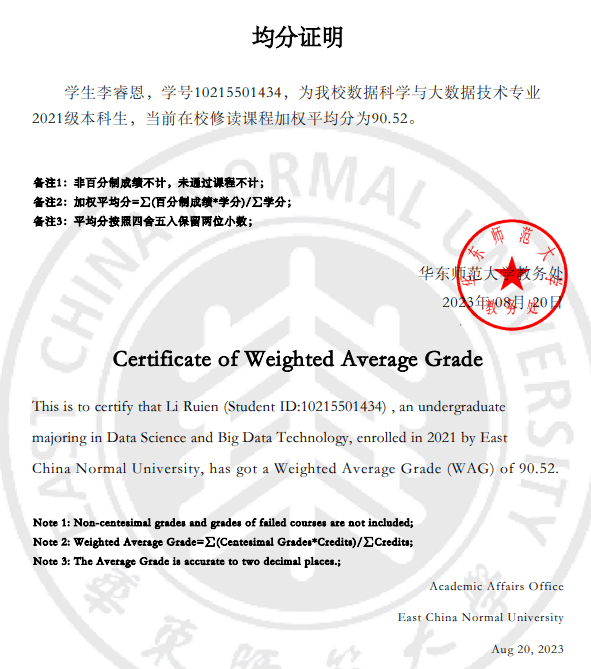 均分证明
学生李睿恩，学号10215501434，为我校数据科学与大数据技术专业
2021级本科生，当前在校修读课程加权平均分为90.52。
备注1：非百分制成绩不计，未通过课程不计；
备注2：加权平均分=∑(百分制成绩*学分)/∑学分；
备注3：平均分按照四舍五入保留两位小数；
华东师范大学教务处
2023年 08月 20日
华东师范大学
教务处
Certificate of Weighted Average Grade
This is to certify that Li Ruien (Student ID:10215501434) , an undergraduate
majoring in Data Science and Big Data Technology, enrolled in 2021 by East
China Normal University, has got a Weighted Average Grade (WAG) of 90.52.
Note 1: Non-centesimal grades and grades of failed courses are not included;
Note 2: Weighted Average Grade=∑(Centesimal Grades*Credits)/∑Credits;
Note 3: The Average Grade is accurate to two decimal places.;
Academic Affairs Office
East China Normal University
Aug 20, 2023
EAST CHINA NORMAL UNIVERSITY
華東師範大學